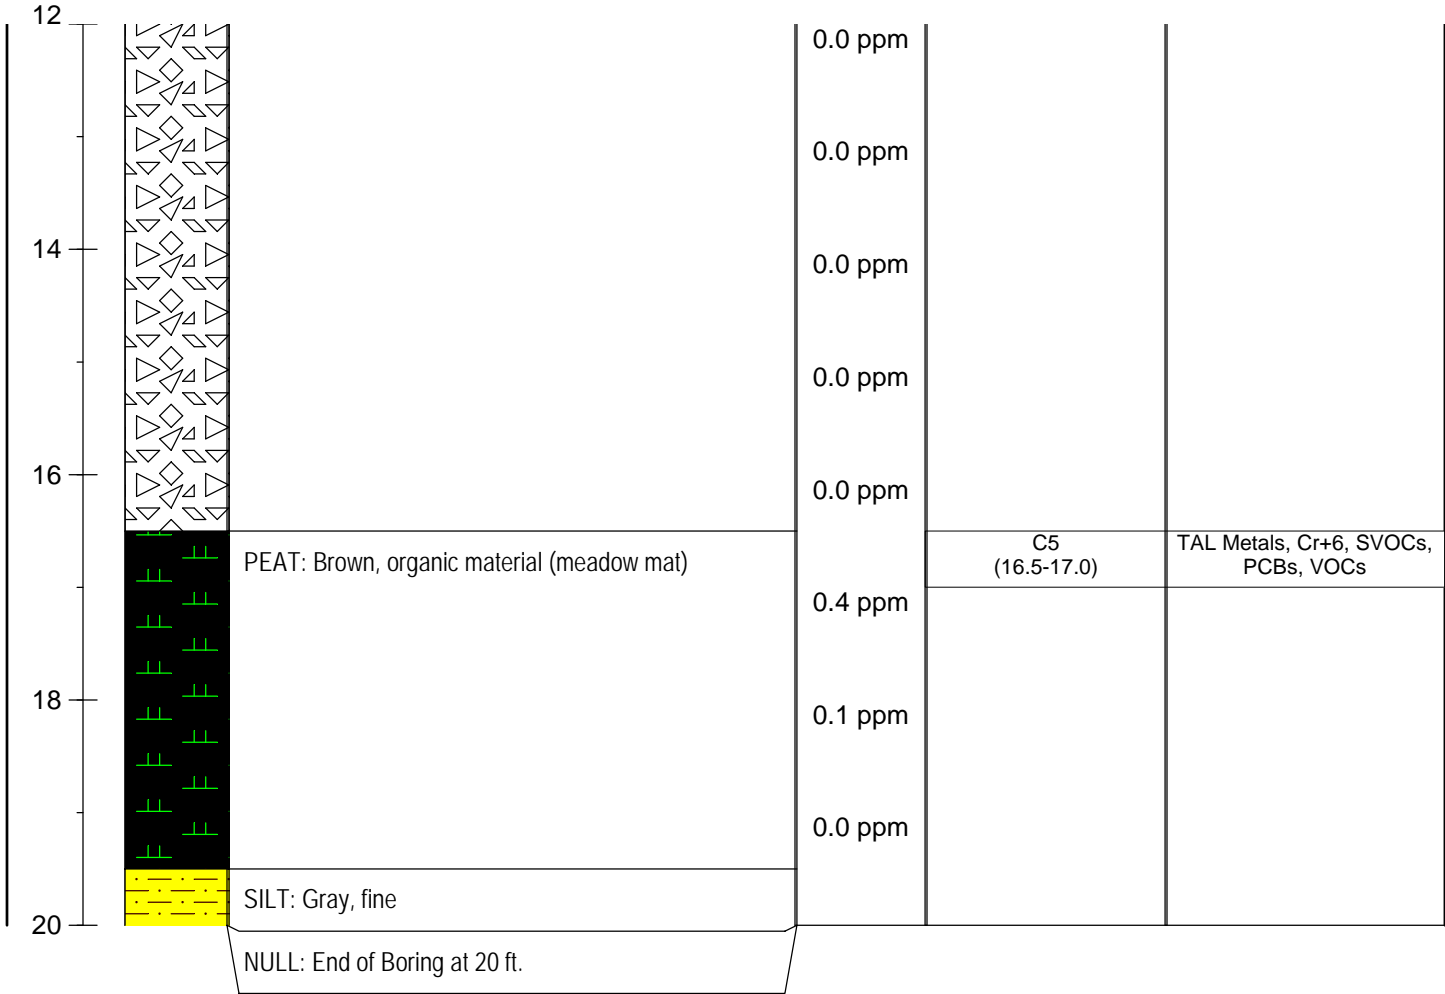 12
0.0 ppm
0.0 ppm
14
0.0 ppm
0.0 ppm
16
0.0 ppm
PEAT: Brown, organic material (meadow mat)
C5
(16.5-17.0)
TAL Metals, Cr+6, SVOCs,
PCBs, VOCs
0.4 ppm
18
0.1 ppm
0.0 ppm
SILT: Gray, fine
20
NULL: End of Boring at 20 ft.